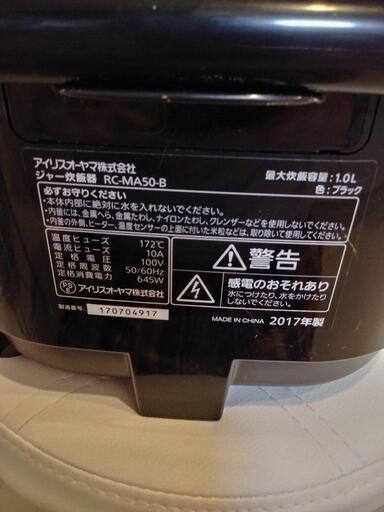 アイリスオーヤマ株式会社
ジャー炊飯器 RC-MA50-B
最大炊飯容量:1.0L
色:ブラック
必ずお守りください
・本体内部に絶対に水を入れないでください。
・内釜には、金属へら、金属たわし、ナイロンたわし、クレンザーなどを使用しないでください。
・内釜の外側、ヒーター、温度センサーの上面に付いた米粒などは、必ず取り除いてください。
温度ヒューズ 172℃
電流ヒューズ 10A
定格電圧 100V
定格周波数 50/60Hz
定格消費電力 645W
PSE アイリスオーヤマ株式会社
製造番号: 170704917
警告
感電のおそれあり
水につけたり、水をかけたりしないでください。
MADE IN CHINA 2017年製